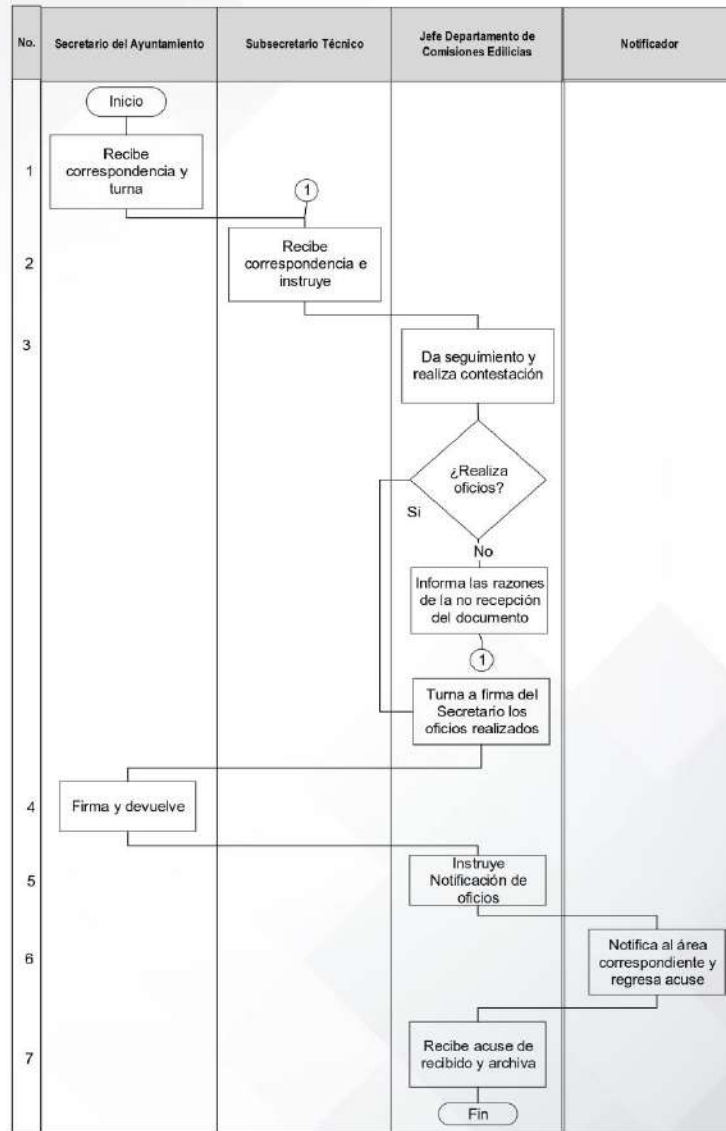 No.
Secretario del Ayuntamiento
Subsecretario Técnico
Jefe Departamento de
Comisiones Edilicias
Notificador
Inicio
1
Recibe
correspondencia y
turna
1
2
Recibe
correspondencia e
instruye
3
Da seguimiento y
realiza contestación
¿Realiza
oficios?
Si
No
Informa las razones
de la no recepción
del documento
1
Turna a firma del
Secretario los
oficios realizados
4
Firma y devuelve
5
Instruye
Notificación de
oficios
6
Notifica al área
correspondiente y
regresa acuse
7
Recibe acuse de
recibido y archiva
Fin